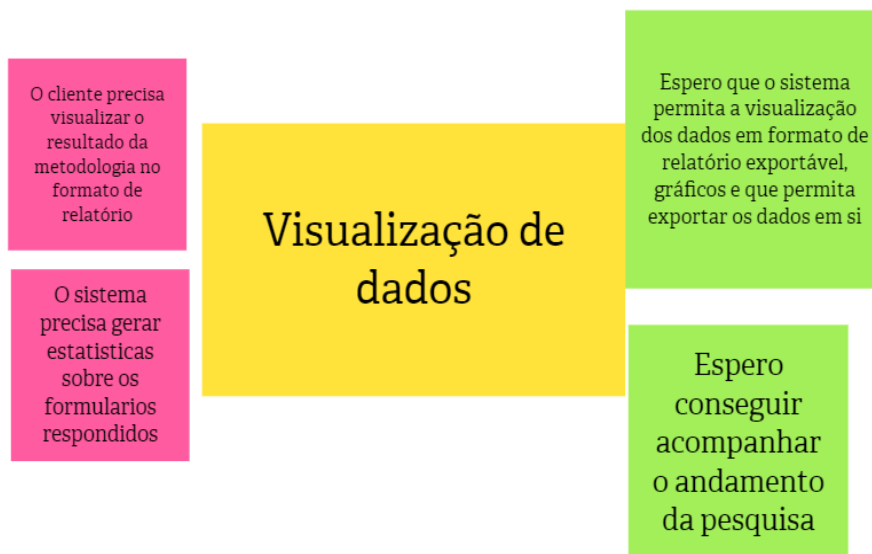 O cliente precisa
visualizar o
resultado da
metodologia no
formato de
relatório
O sistema
precisa gerar
estatisticas
sobre os
formularios
respondidos
Visualização de
dados
Espero que o sistema
permita a visualização
dos dados em formato de
relatório exportável,
gráficos e que permita
exportar os dados em si
Espero
conseguir
acompanhar
o andamento
da pesquisa